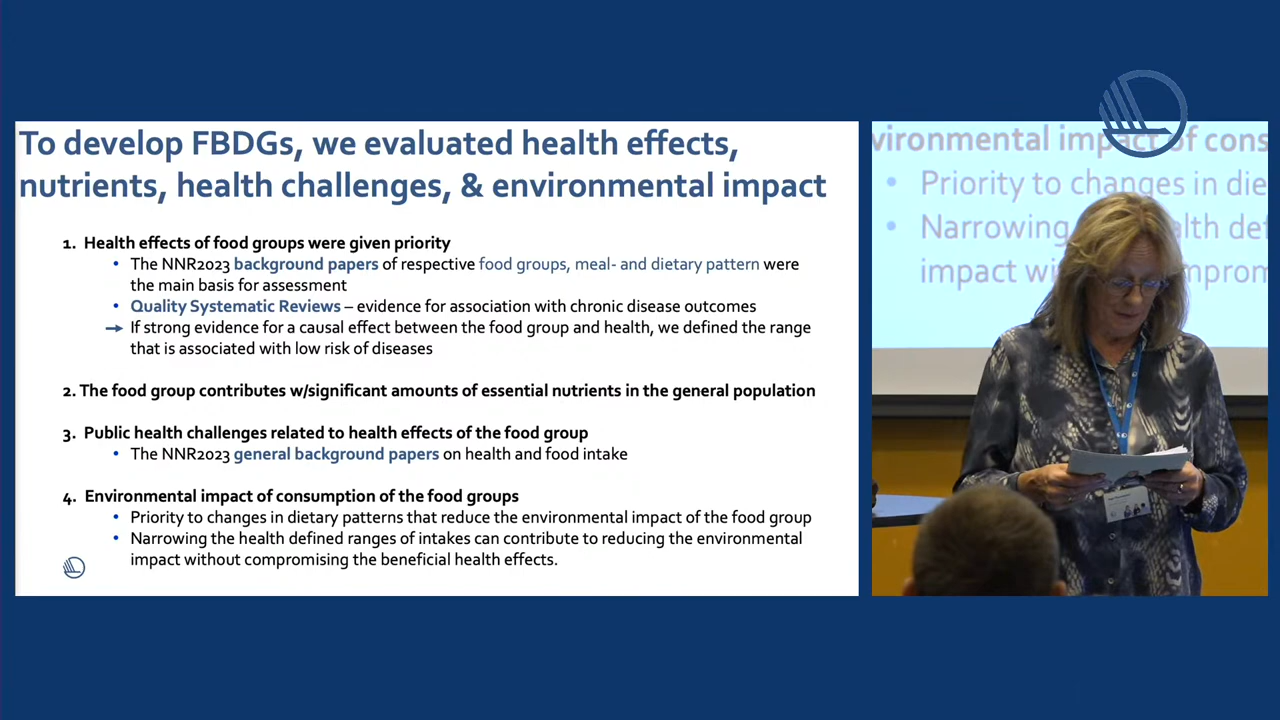 To develop FBDGs, we evaluated health effects,
nutrients, health challenges, & environmental impact
1. Health effects of food groups were given priority
• The NNR2023 background papers of respective food groups, meal- and dietary pattern were
the main basis for assessment
• Quality Systematic Reviews – evidence for association with chronic disease outcomes
→ If strong evidence for a causal effect between the food group and health, we defined the range
that is associated with low risk of diseases
2. The food group contributes w/significant amounts of essential nutrients in the general population
3. Public health challenges related to health effects of the food group
• The NNR2023 general background papers on health and food intake
4. Environmental impact of consumption of the food groups
• Priority to changes in dietary patterns that reduce the environmental impact of the food group
• Narrowing the health defined ranges of intakes can contribute to reducing the environmental
impact without compromising the beneficial health effects.
vironmental impact of cons
• Priority to changes in die
• Narrowing alth def
impact wi comprom